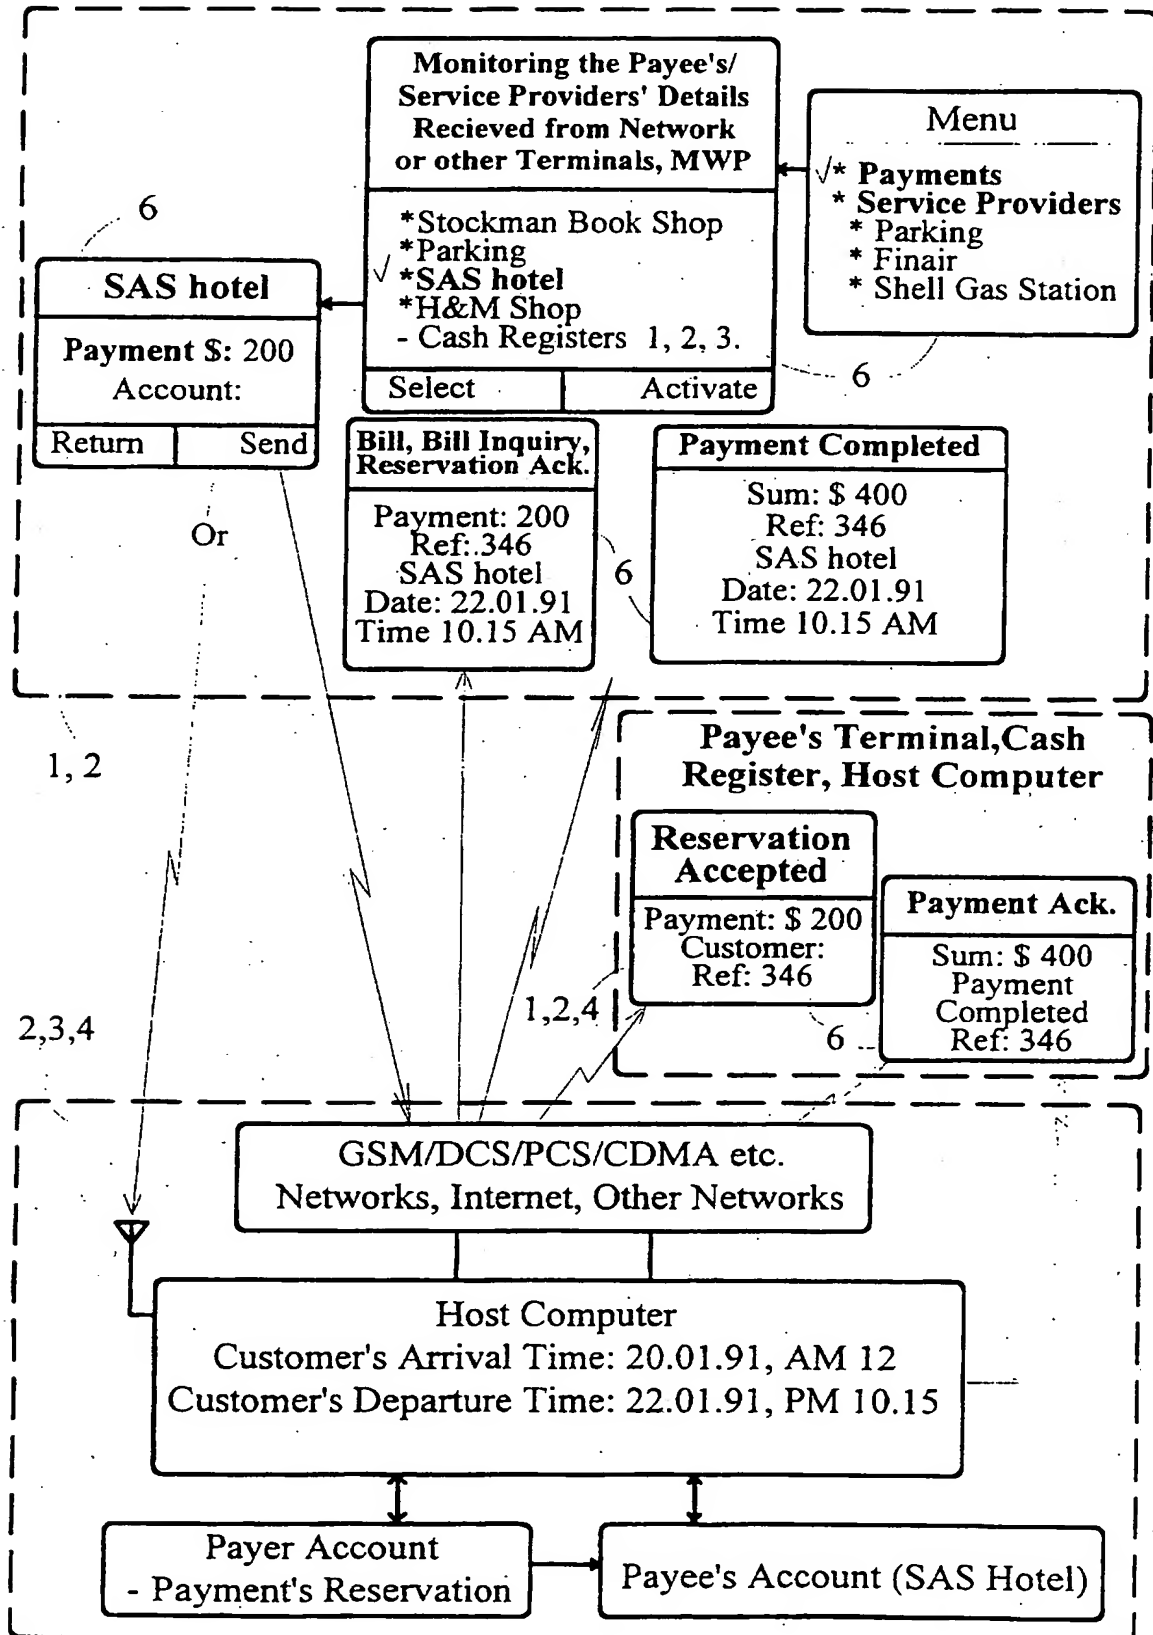 Monitoring the Payee's/
Service Providers' Details
Recieved from Network
or other Terminals, MWP
*Stockman Book Shop
*Parking
√ *SAS hotel
*H&M Shop
- Cash Registers 1, 2, 3.
Select Activate
Menu
√* Payments
* Service Providers
* Parking
* Finair
* Shell Gas Station
6
6
SAS hotel
Payment $: 200
Account:
Return Send
Or
Bill, Bill Inquiry,
Reservation Ack.
Payment: 200
Ref: 346
SAS hotel
Date: 22.01.91
Time 10.15 AM
6
Payment Completed
Sum: $ 400
Ref: 346
SAS hotel
Date: 22.01.91
Time 10.15 AM
1, 2
Payee's Terminal,Cash
Register, Host Computer
Reservation
Accepted
Payment: $ 200
Customer:
Ref: 346
Payment Ack.
Sum: $ 400
Payment
Completed
Ref: 346
1,2,4
6
2,3,4
GSM/DCS/PCS/CDMA etc.
Networks, Internet, Other Networks
Host Computer
Customer's Arrival Time: 20.01.91, AM 12
Customer's Departure Time: 22.01.91, PM 10.15
Payer Account
- Payment's Reservation
Payee's Account (SAS Hotel)